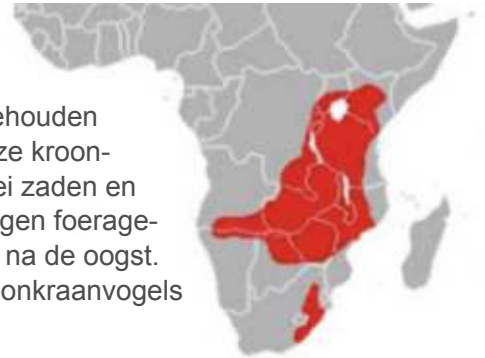 ehouden
ze kroon-
ei zaden en
gen foerage-
na de oogst.
onkraanvogels